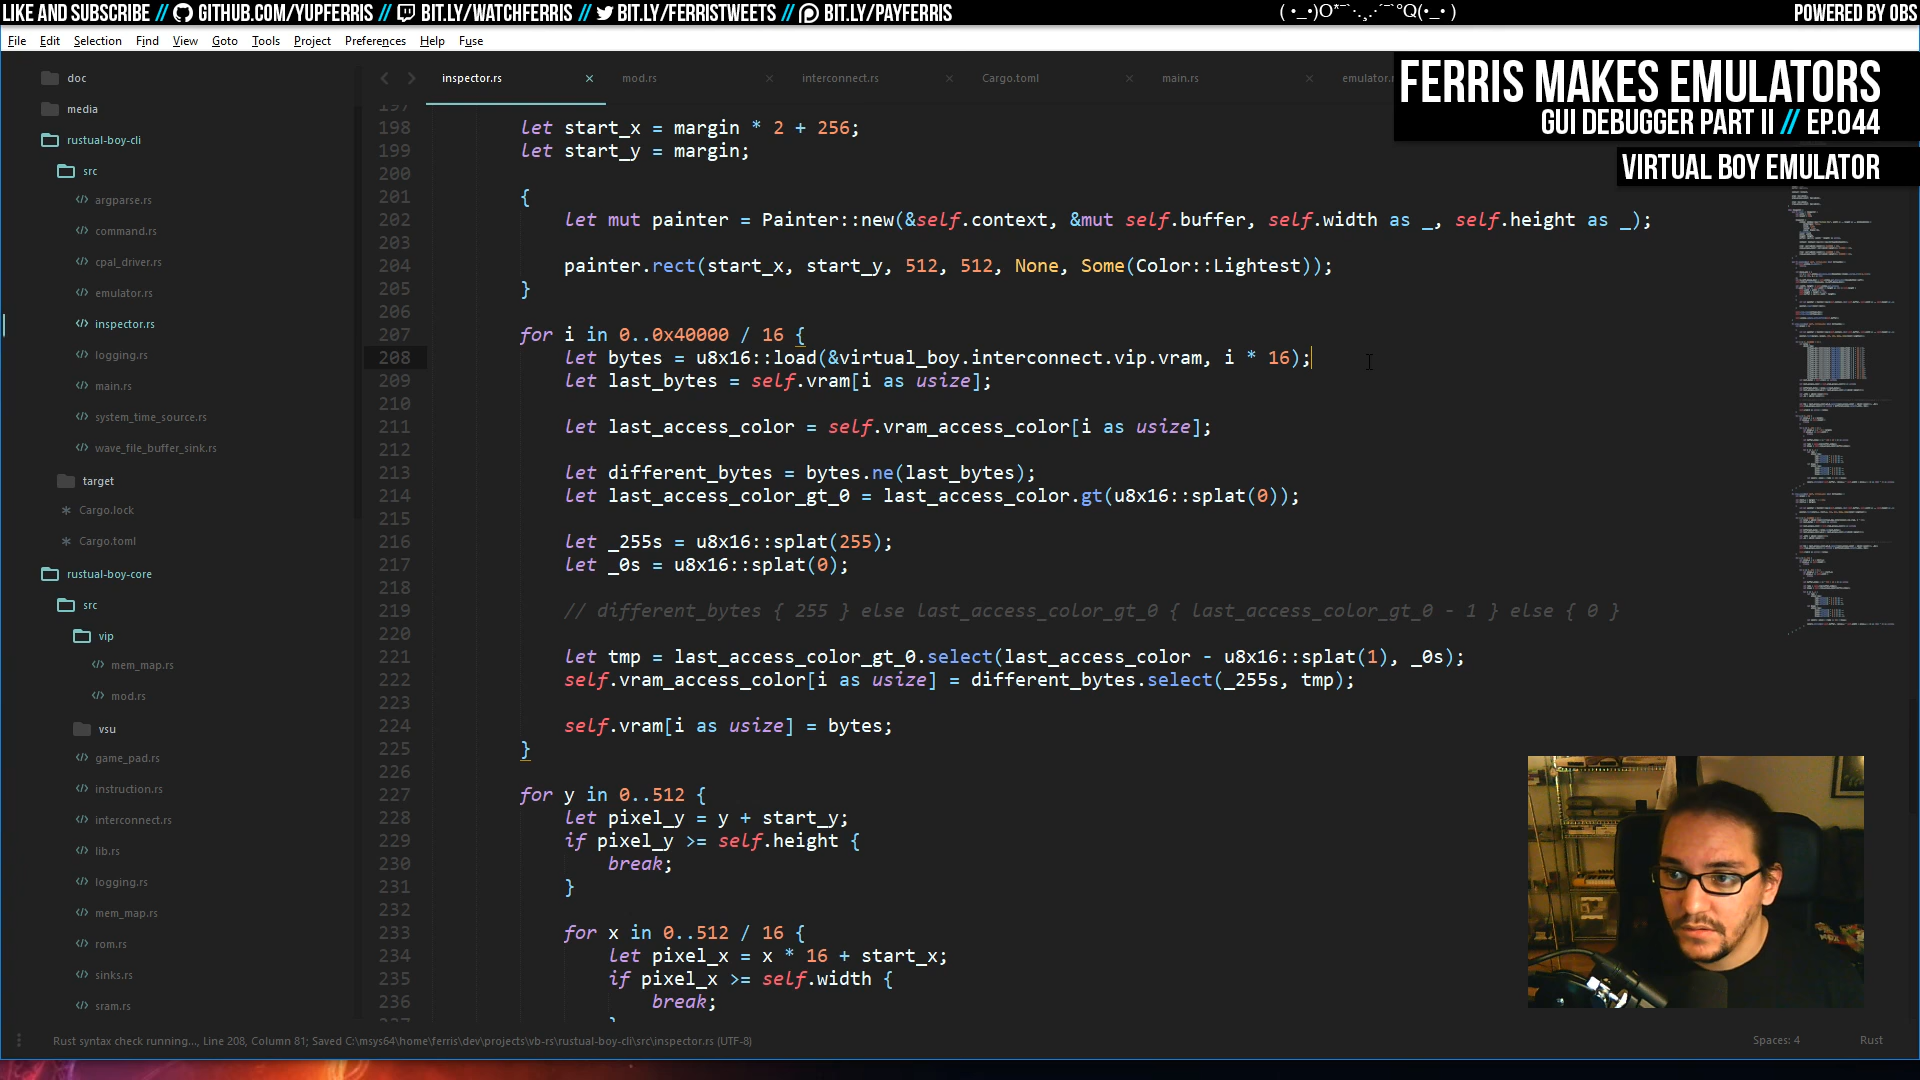 LIKE AND SUBSCRIBE // GITHUB.COM/YUPFERRIS // BIT.LY/WATCHFERRIS // BIT.LY/FERRISTWEETS // BIT.LY/PAYFERRIS
POWERED BY OBS
File Edit Selection Find View Goto Tools Project Preferences Help Fuse
FERRIS MAKES EMULATORS
GUI DEBUGGER PART II // EP.044
VIRTUAL BOY EMULATOR
doc
media
rustual-boy-cli
src
argparse.rs
command.rs
cpal_driver.rs
emulator.rs
inspector.rs
logging.rs
main.rs
system_time_source.rs
wave_file_buffer_sink.rs
target
Cargo.lock
Cargo.toml
rustual-boy-core
src
vip
mem_map.rs
mod.rs
vsu
game_pad.rs
instruction.rs
interconnect.rs
lib.rs
logging.rs
mem_map.rs
rom.rs
sinks.rs
sram.rs
inspector.rs × mod.rs × interconnect.rs × Cargo.toml × main.rs × emulator.r
197
198 let start_x = margin * 2 + 256;
199 let start_y = margin;
200
201 {
202 let mut painter = Painter::new(&self.context, &mut self.buffer, self.width as _, self.height as _);
203
204 painter.rect(start_x, start_y, 512, 512, None, Some(Color::Lightest));
205 }
206
207 for i in 0..0x40000 / 16 {
208 let bytes = u8x16::load(&virtual_boy.interconnect.vip.vram, i * 16);
209 let last_bytes = self.vram[i as usize];
210
211 let last_access_color = self.vram_access_color[i as usize];
212
213 let different_bytes = bytes.ne(last_bytes);
214 let last_access_color_gt_0 = last_access_color.gt(u8x16::splat(0));
215
216 let _255s = u8x16::splat(255);
217 let _0s = u8x16::splat(0);
218
219 // different_bytes { 255 } else last_access_color_gt_0 { last_access_color_gt_0 - 1 } else { 0 }
220
221 let tmp = last_access_color_gt_0.select(last_access_color - u8x16::splat(1), _0s);
222 self.vram_access_color[i as usize] = different_bytes.select(_255s, tmp);
223
224 self.vram[i as usize] = bytes;
225 }
226
227 for y in 0..512 {
228 let pixel_y = y + start_y;
229 if pixel_y >= self.height {
230 break;
231 }
232
233 for x in 0..512 / 16 {
234 let pixel_x = x * 16 + start_x;
235 if pixel_x >= self.width {
236 break;
237 }
Rust syntax check running..., Line 208, Column 81; Saved C:\msys64\home\ferris\dev\projects\vb-rs\rustual-boy-cli\src\inspector.rs (UTF-8)
Spaces: 4 Rust